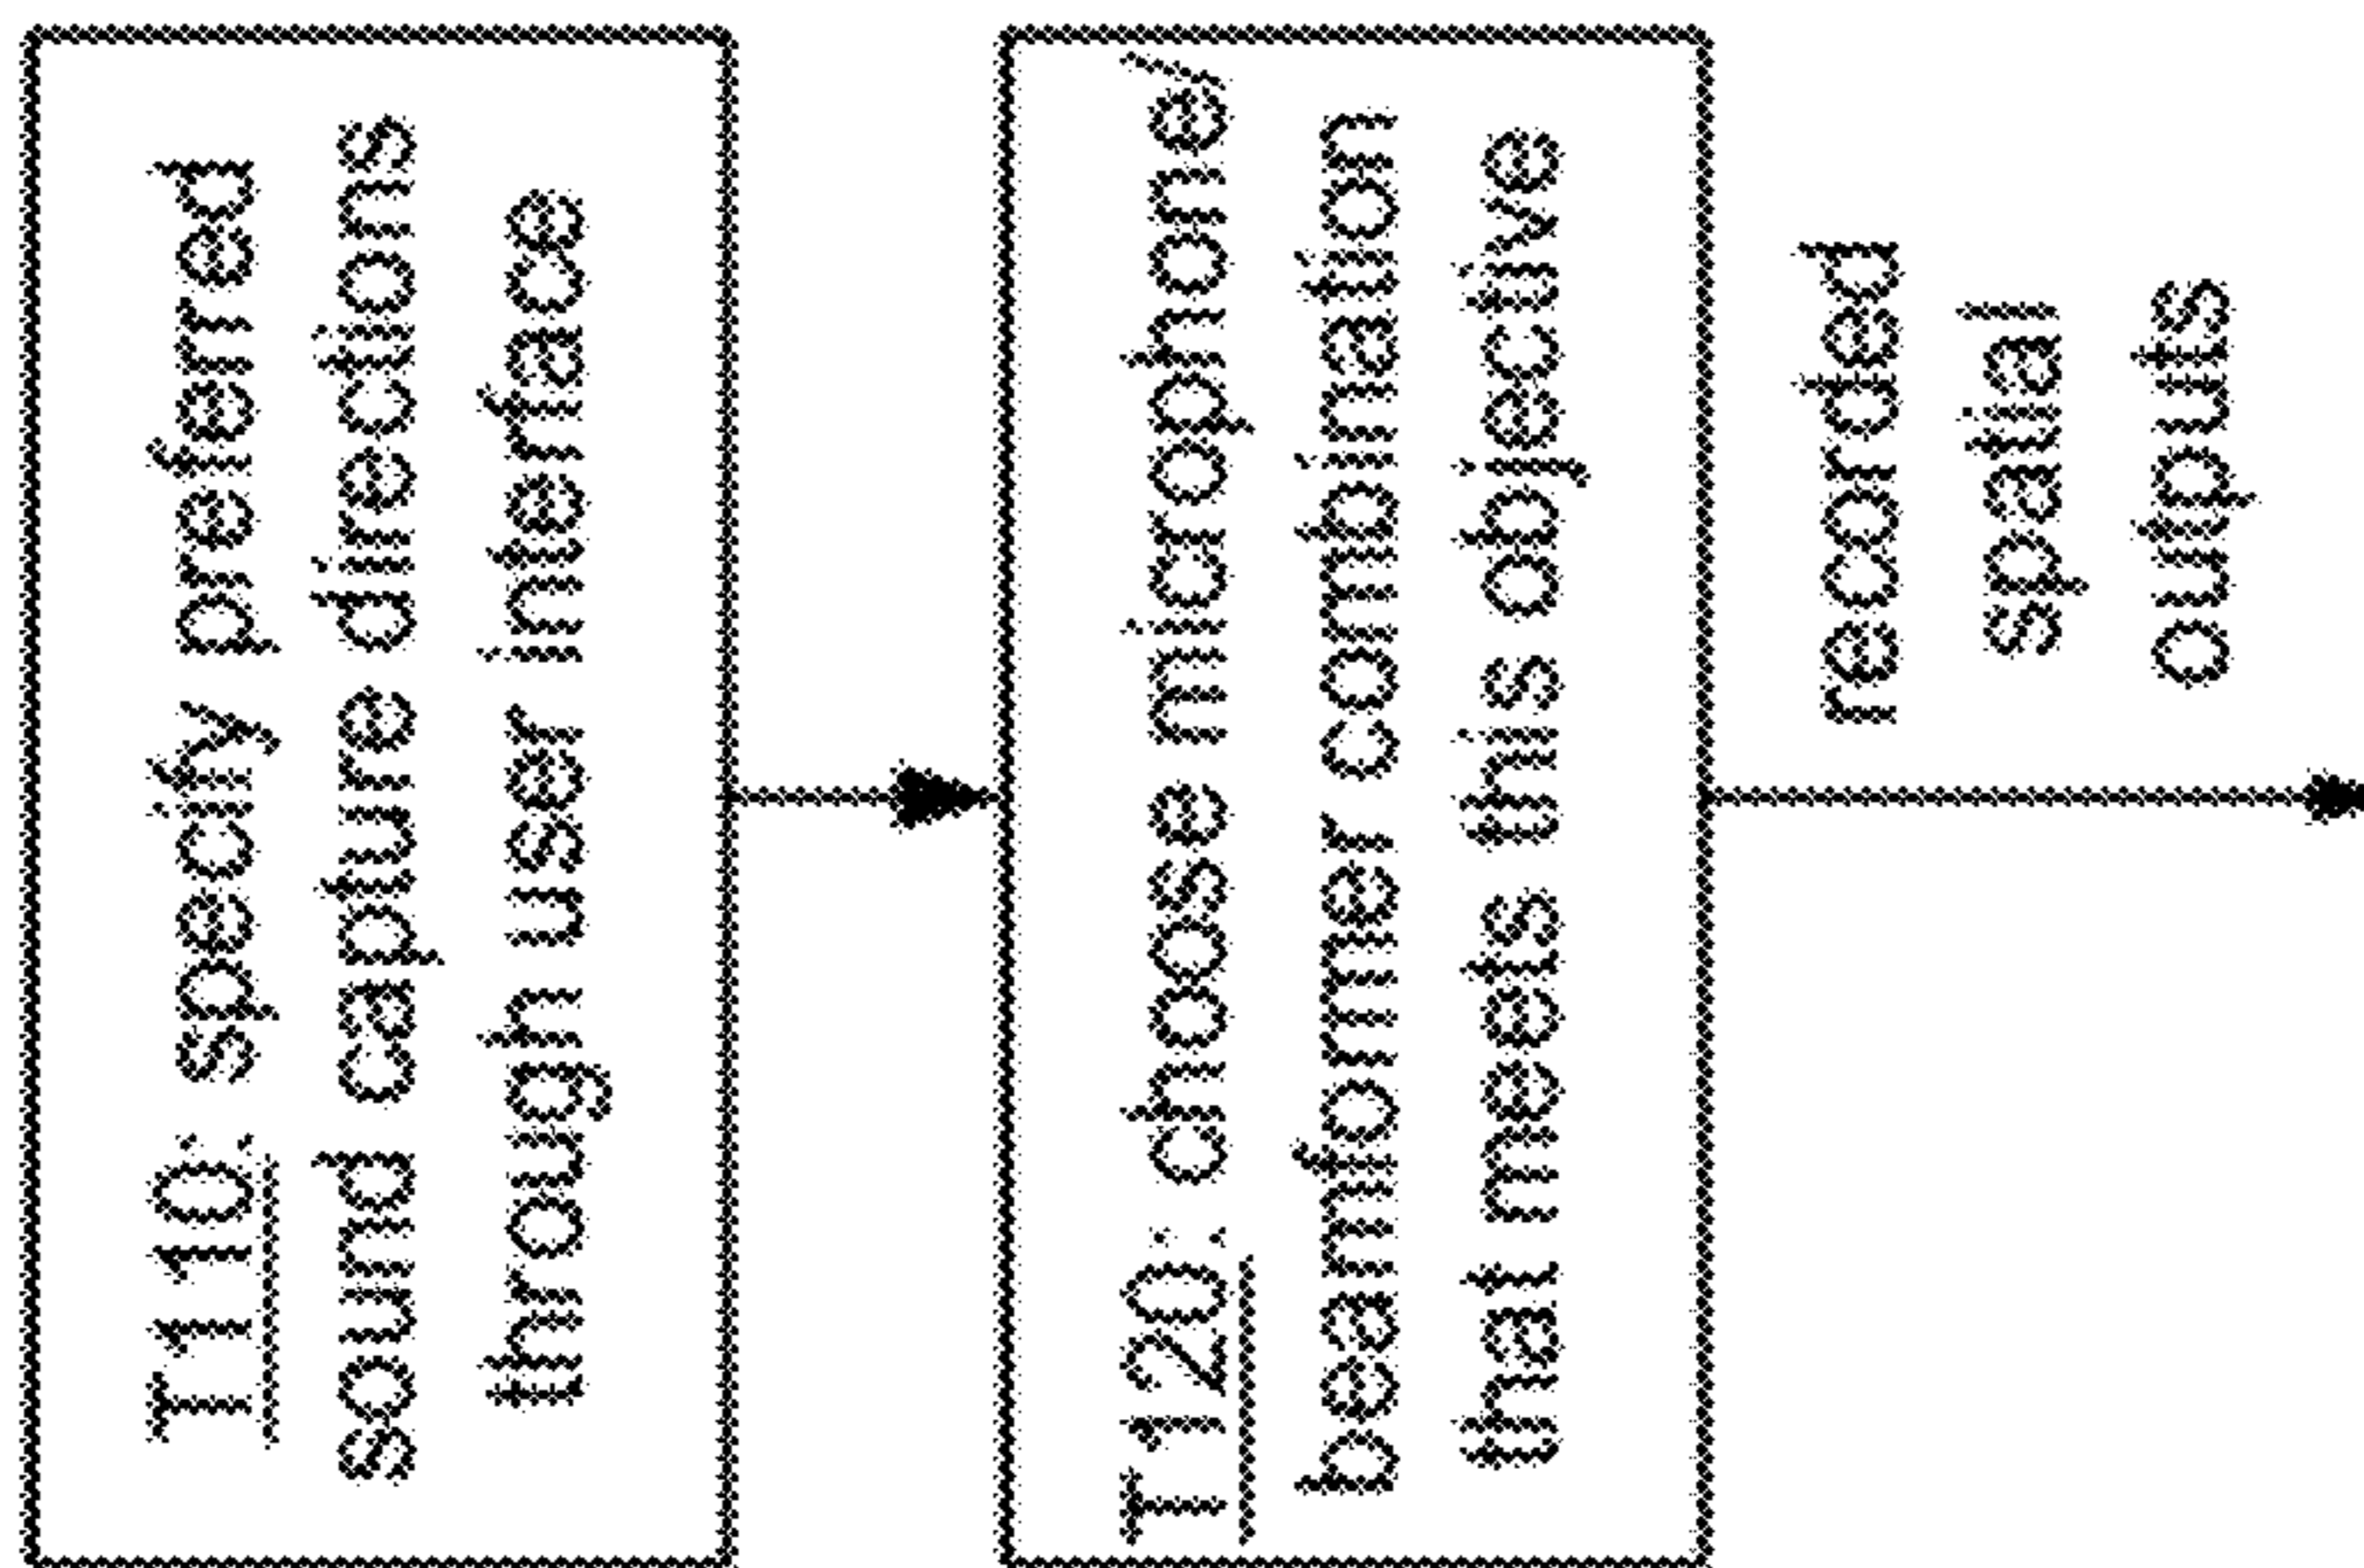 T110: specify preferred
sound capture directions
through user interface
T120: choose microphone/
beamformer combination
that meets this objective
recorded
spatial
outputs